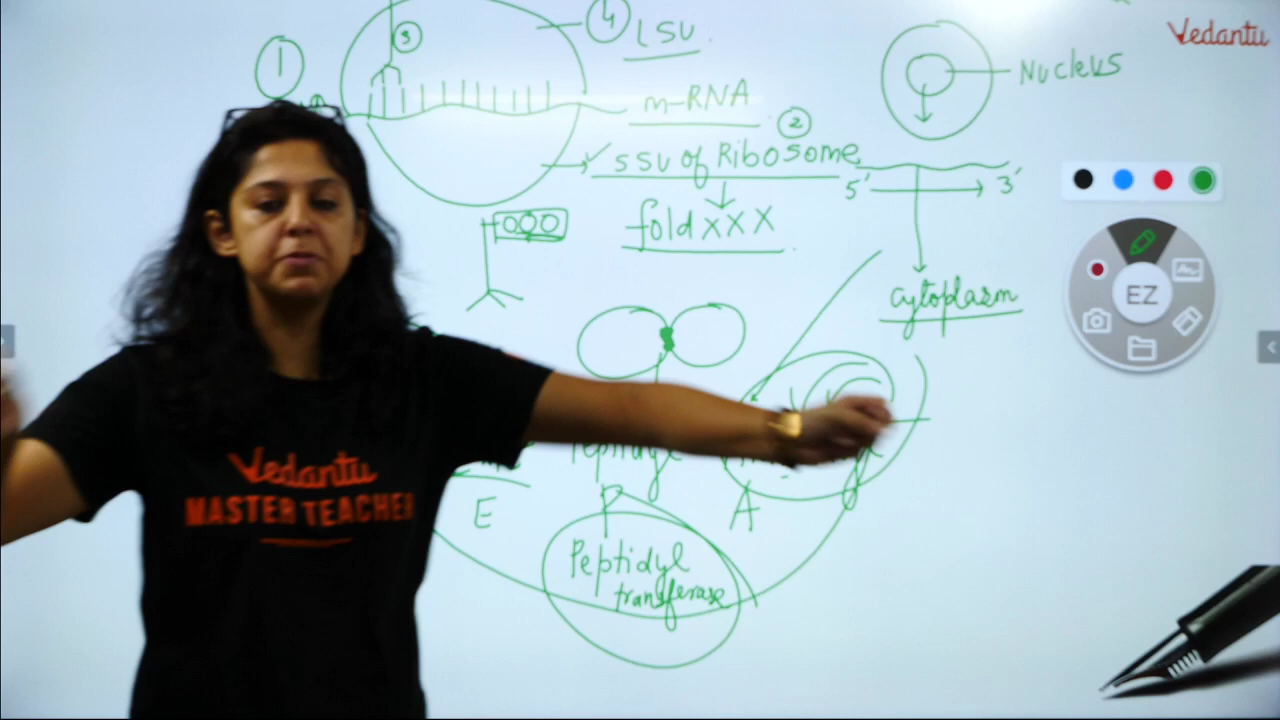 Vedantu
④ LSU.
①
③
Nucleus
m-RNA
②
✓ SSU of Ribosome
5' 3'
fold X X X
cytoplasm
EZ
E
P
A
Peptidyl
transferase
Vedantu
MASTER TEACHER